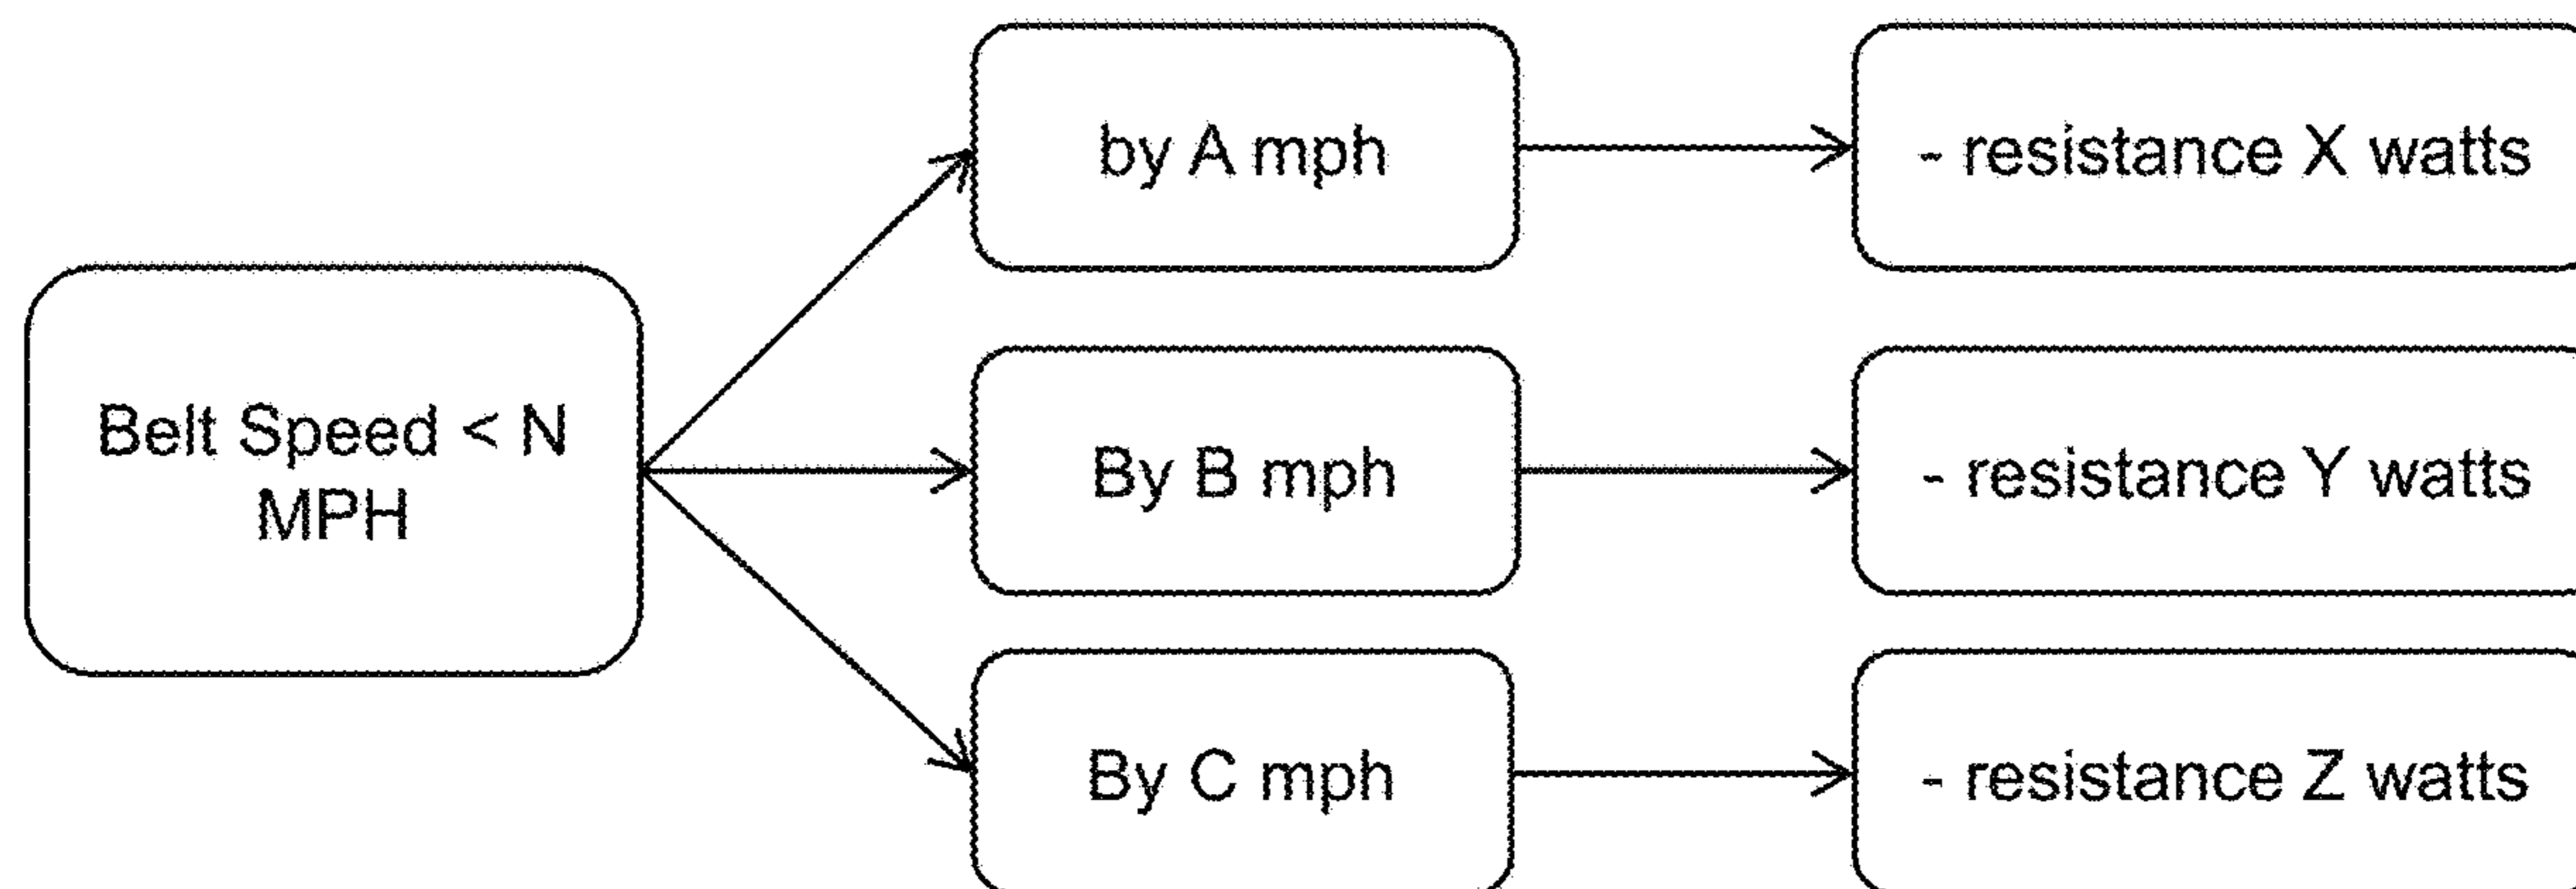 by A mph
- resistance X watts
Belt Speed < N
MPH
By B mph
- resistance Y watts
By C mph
- resistance Z watts